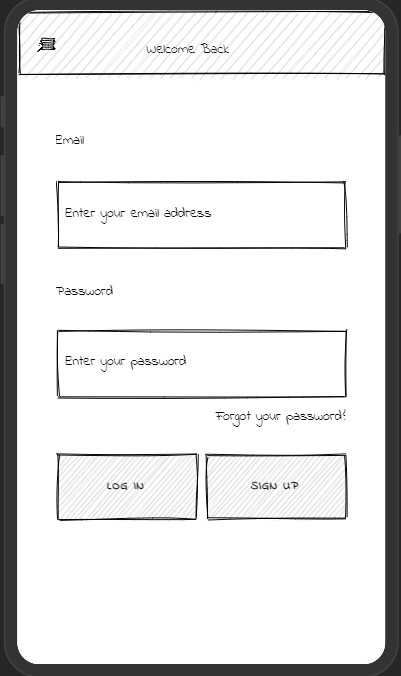 Welcome Back
Email
Enter your email address
Password
Enter your password
Forgot your password?
LOG IN
SIGN UP